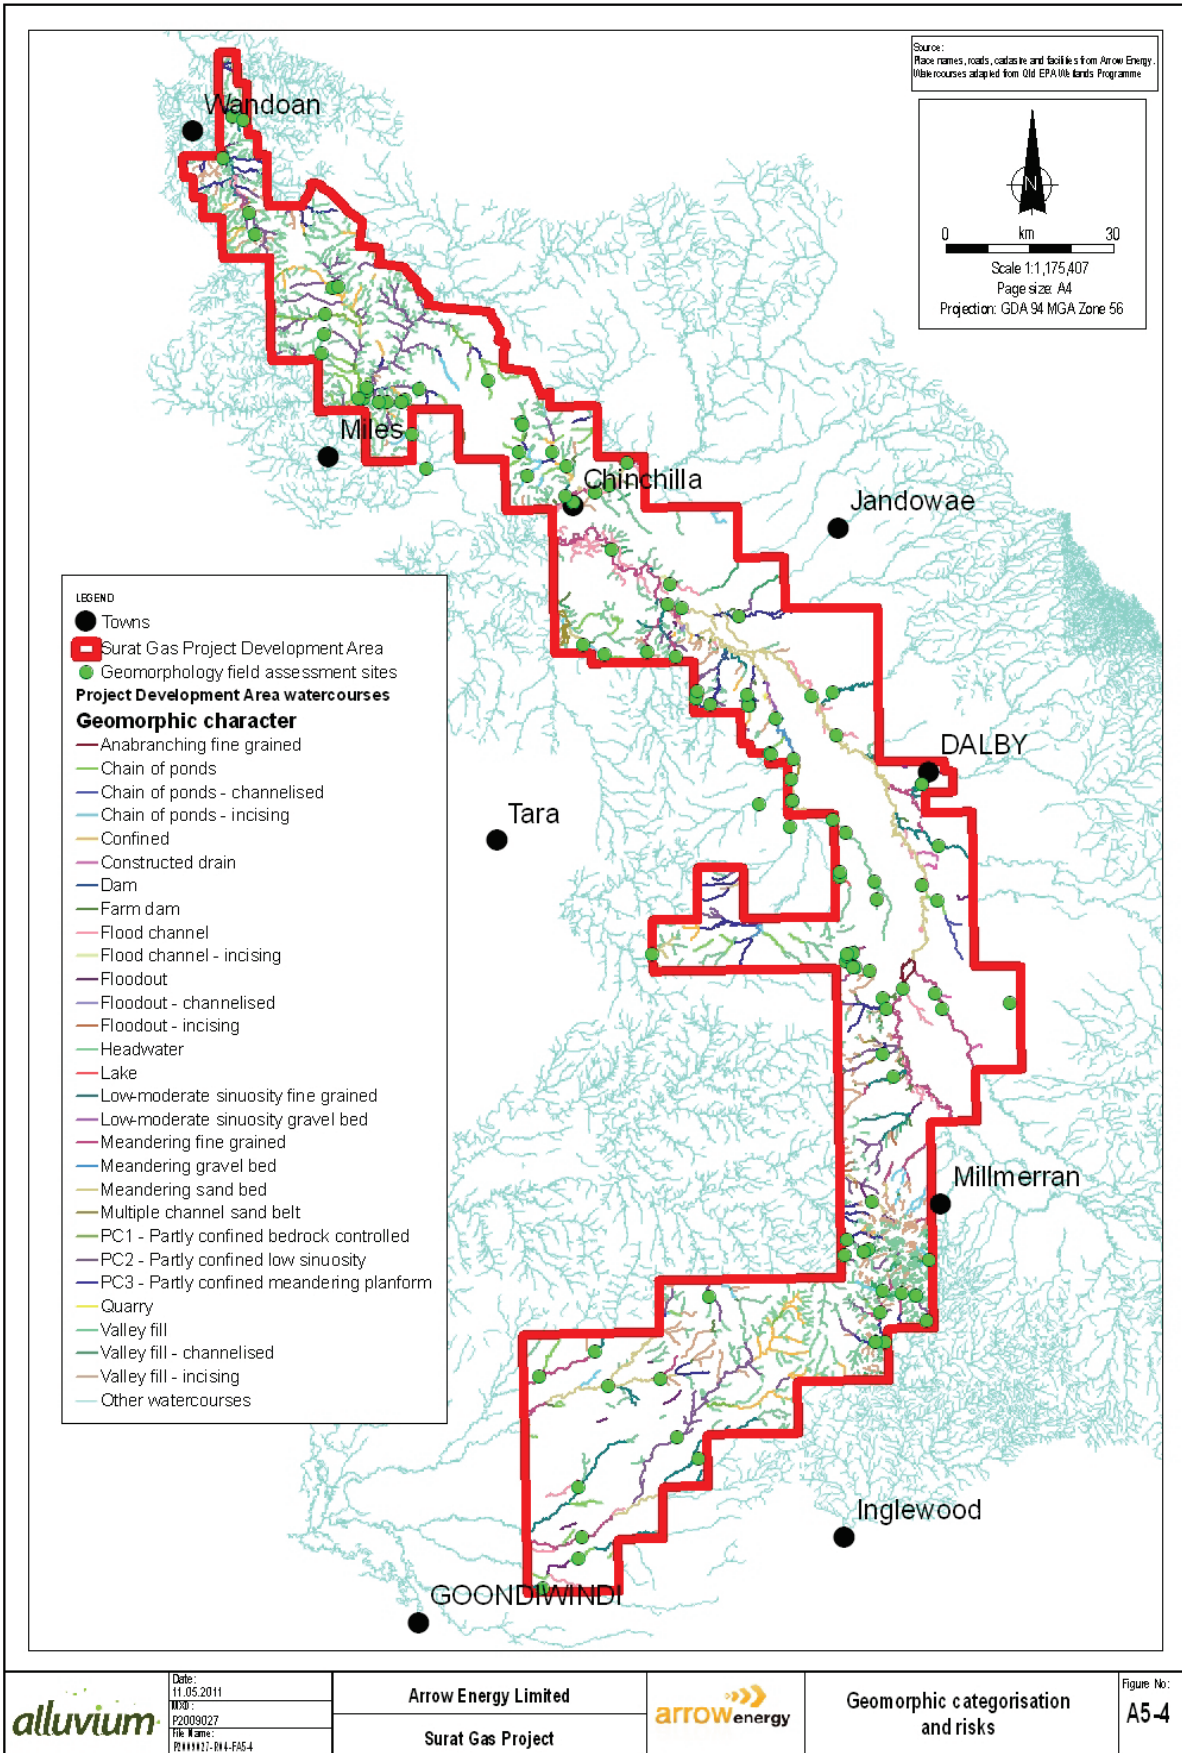 Source:
Place names, roads, cadastre and facilities from Arrow Energy.
Watercourses adapted from Qld EPA Wetlands Programme
N
0 km 30
Scale 1:1,175,407
Page size: A4
Projection: GDA 94 MGA Zone 56
Wandoan
Miles
Chinchilla
Jandowae
DALBY
Tara
Millmerran
Inglewood
GOONDIWINDI
LEGEND
Towns
Surat Gas Project Development Area
Geomorphology field assessment sites
Project Development Area watercourses
Geomorphic character
Anabranching fine grained
Chain of ponds
Chain of ponds - channelised
Chain of ponds - incising
Confined
Constructed drain
Dam
Farm dam
Flood channel
Flood channel - incising
Floodout
Floodout - channelised
Floodout - incising
Headwater
Lake
Low-moderate sinuosity fine grained
Low-moderate sinuosity gravel bed
Meandering fine grained
Meandering gravel bed
Meandering sand bed
Multiple channel sand belt
PC1 - Partly confined bedrock controlled
PC2 - Partly confined low sinuosity
PC3 - Partly confined meandering planform
Quarry
Valley fill
Valley fill - channelised
Valley fill - incising
Other watercourses
alluvium
Date:
11.05.2011
MXD:
P2009027
File Name:
Arrow Energy Limited
Surat Gas Project
arrow energy
Geomorphic categorisation
and risks
Figure No:
A5-4